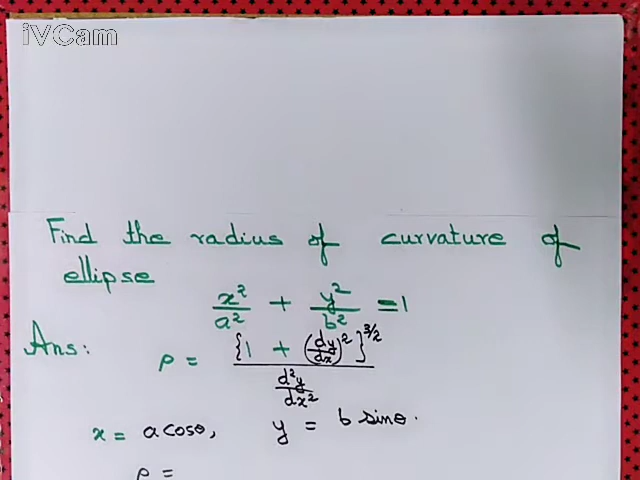 iVCam
Find the radius of curvature of
ellipse
x²/a² + y²/b² = 1
Ans:
ρ = {1 + (dy/dx)²}^3/2 / d²y/dx²
x = a cosθ, y = b sinθ.
ρ =